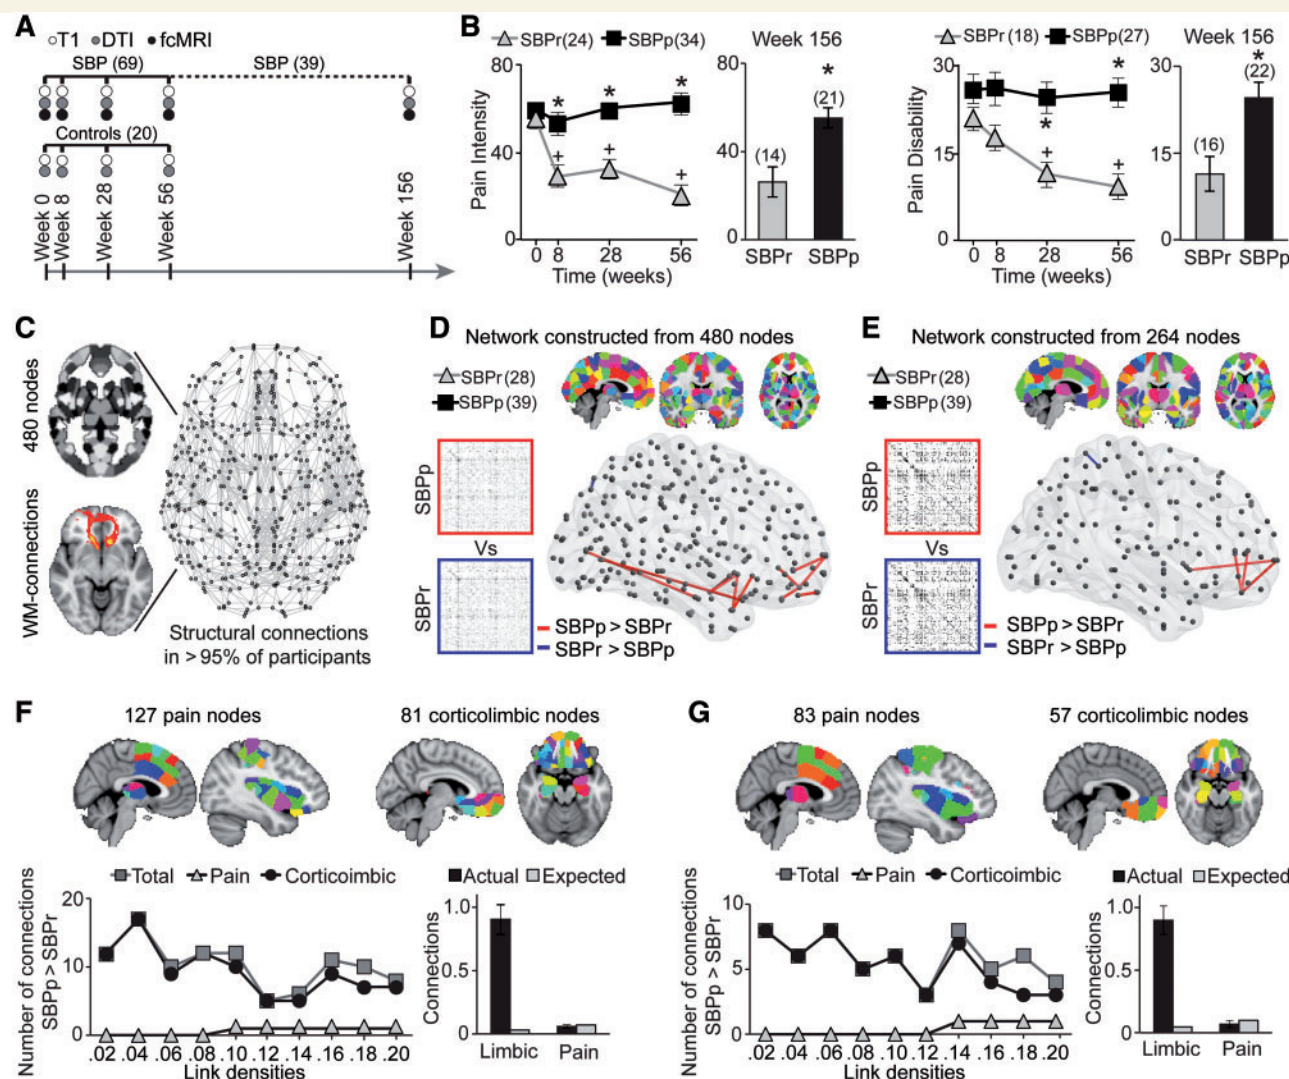 A
T1 DTI fcMRI
SBP (69) SBP (39)
Controls (20)
Week 0
Week 8
Week 28
Week 56
Week 156
B
SBPr(24) SBPp(34)
Pain Intensity
80
40
0
0 8 28 56
Time (weeks)
Week 156
*
(21)
(14)
80
40
0
SBPr SBPp
* * *
+ + +
SBPr (18) SBPp(27)
Pain Disability
30
15
0
0 8 28 56
Time (weeks)
* *
+ +
Week 156
*
(22)
(16)
30
15
0
SBPr SBPp
C
480 nodes
WM-connections
Structural connections
in >95% of participants
D
Network constructed from 480 nodes
SBPr(28)
SBPp(39)
SBPp
Vs
SBPr
SBPp > SBPr
SBPr > SBPp
E
Network constructed from 264 nodes
SBPr(28)
SBPp(39)
SBPp
Vs
SBPr
SBPp > SBPr
SBPr > SBPp
F
127 pain nodes 81 corticolimbic nodes
Total Pain Corticoimbic
Number of connections
SBPp > SBPr
20
10
0
.02 .04 .06 .08 .10 .12 .14 .16 .18 .20
Link densities
Actual Expected
Connections
1.0
0.5
0
Limbic Pain
G
83 pain nodes 57 corticolimbic nodes
Total Pain Corticoimbic
Number of connections
SBPp > SBPr
10
5
0
.02 .04 .06 .08 .10 .12 .14 .16 .18 .20
Link densities
Actual Expected
Connections
1.0
0.5
0
Limbic Pain